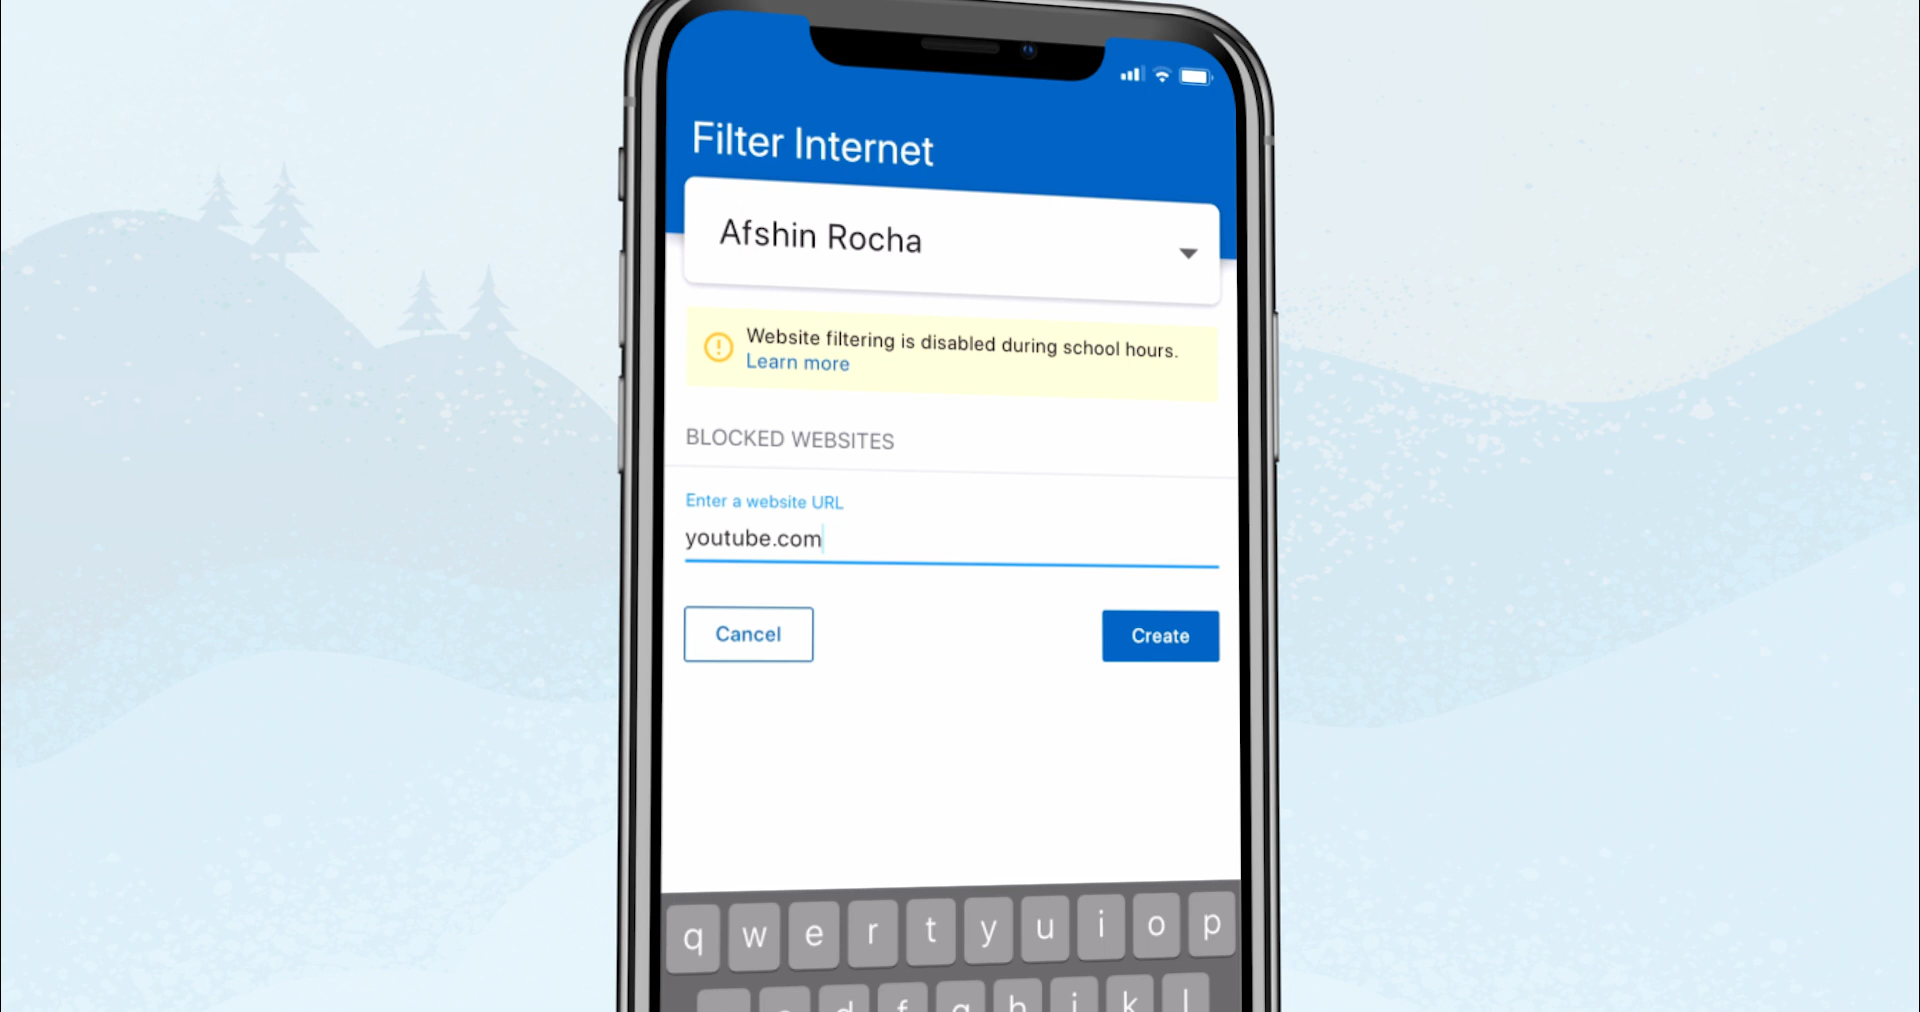 Filter Internet
Afshin Rocha
Website filtering is disabled during school hours.
Learn more
BLOCKED WEBSITES
Enter a website URL
youtube.com
Cancel
Create
q w e r t y u i o p
d f g h j k l